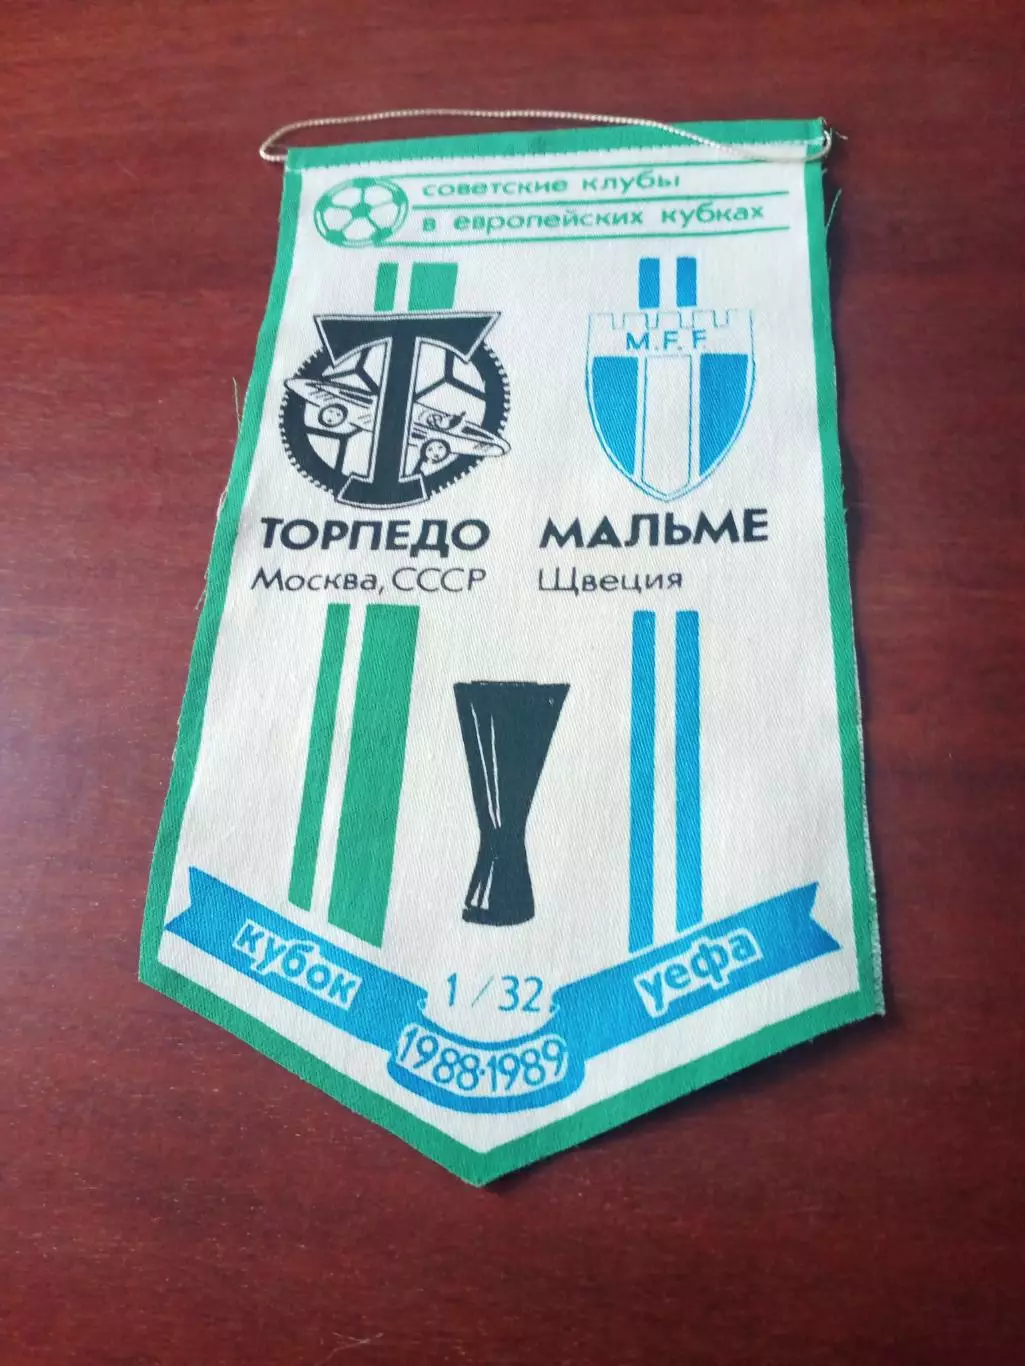 советские клубы
в европейских кубках
М.F.F.
ТОРПЕДО МАЛЬМЕ
Москва, СССР Щвеция
кубок 1/32 уефа
1988·1989